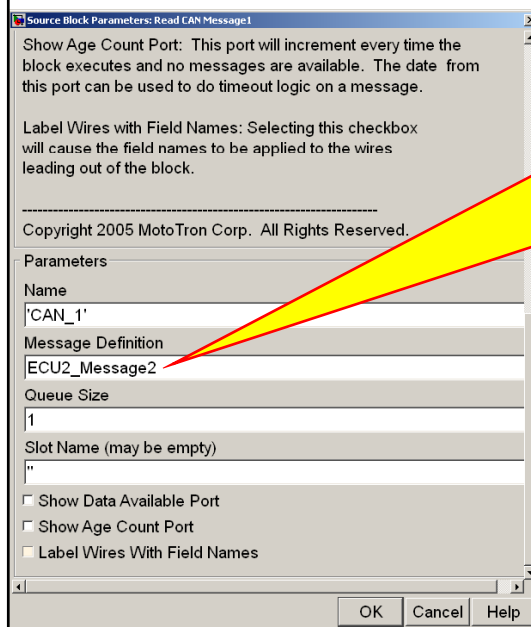 Source Block Parameters: Read CAN Message1
Show Age Count Port: This port will increment every time the
block executes and no messages are available. The date from
this port can be used to do timeout logic on a message.
Label Wires with Field Names: Selecting this checkbox
will cause the field names to be applied to the wires
leading out of the block.
-----------------------------------------------------------------
Copyright 2005 MotoTron Corp. All Rights Reserved.
Parameters
Name
'CAN_1'
Message Definition
ECU2_Message2
Queue Size
1
Slot Name (may be empty)
''
Show Data Available Port
Show Age Count Port
Label Wires With Field Names
OK Cancel Help